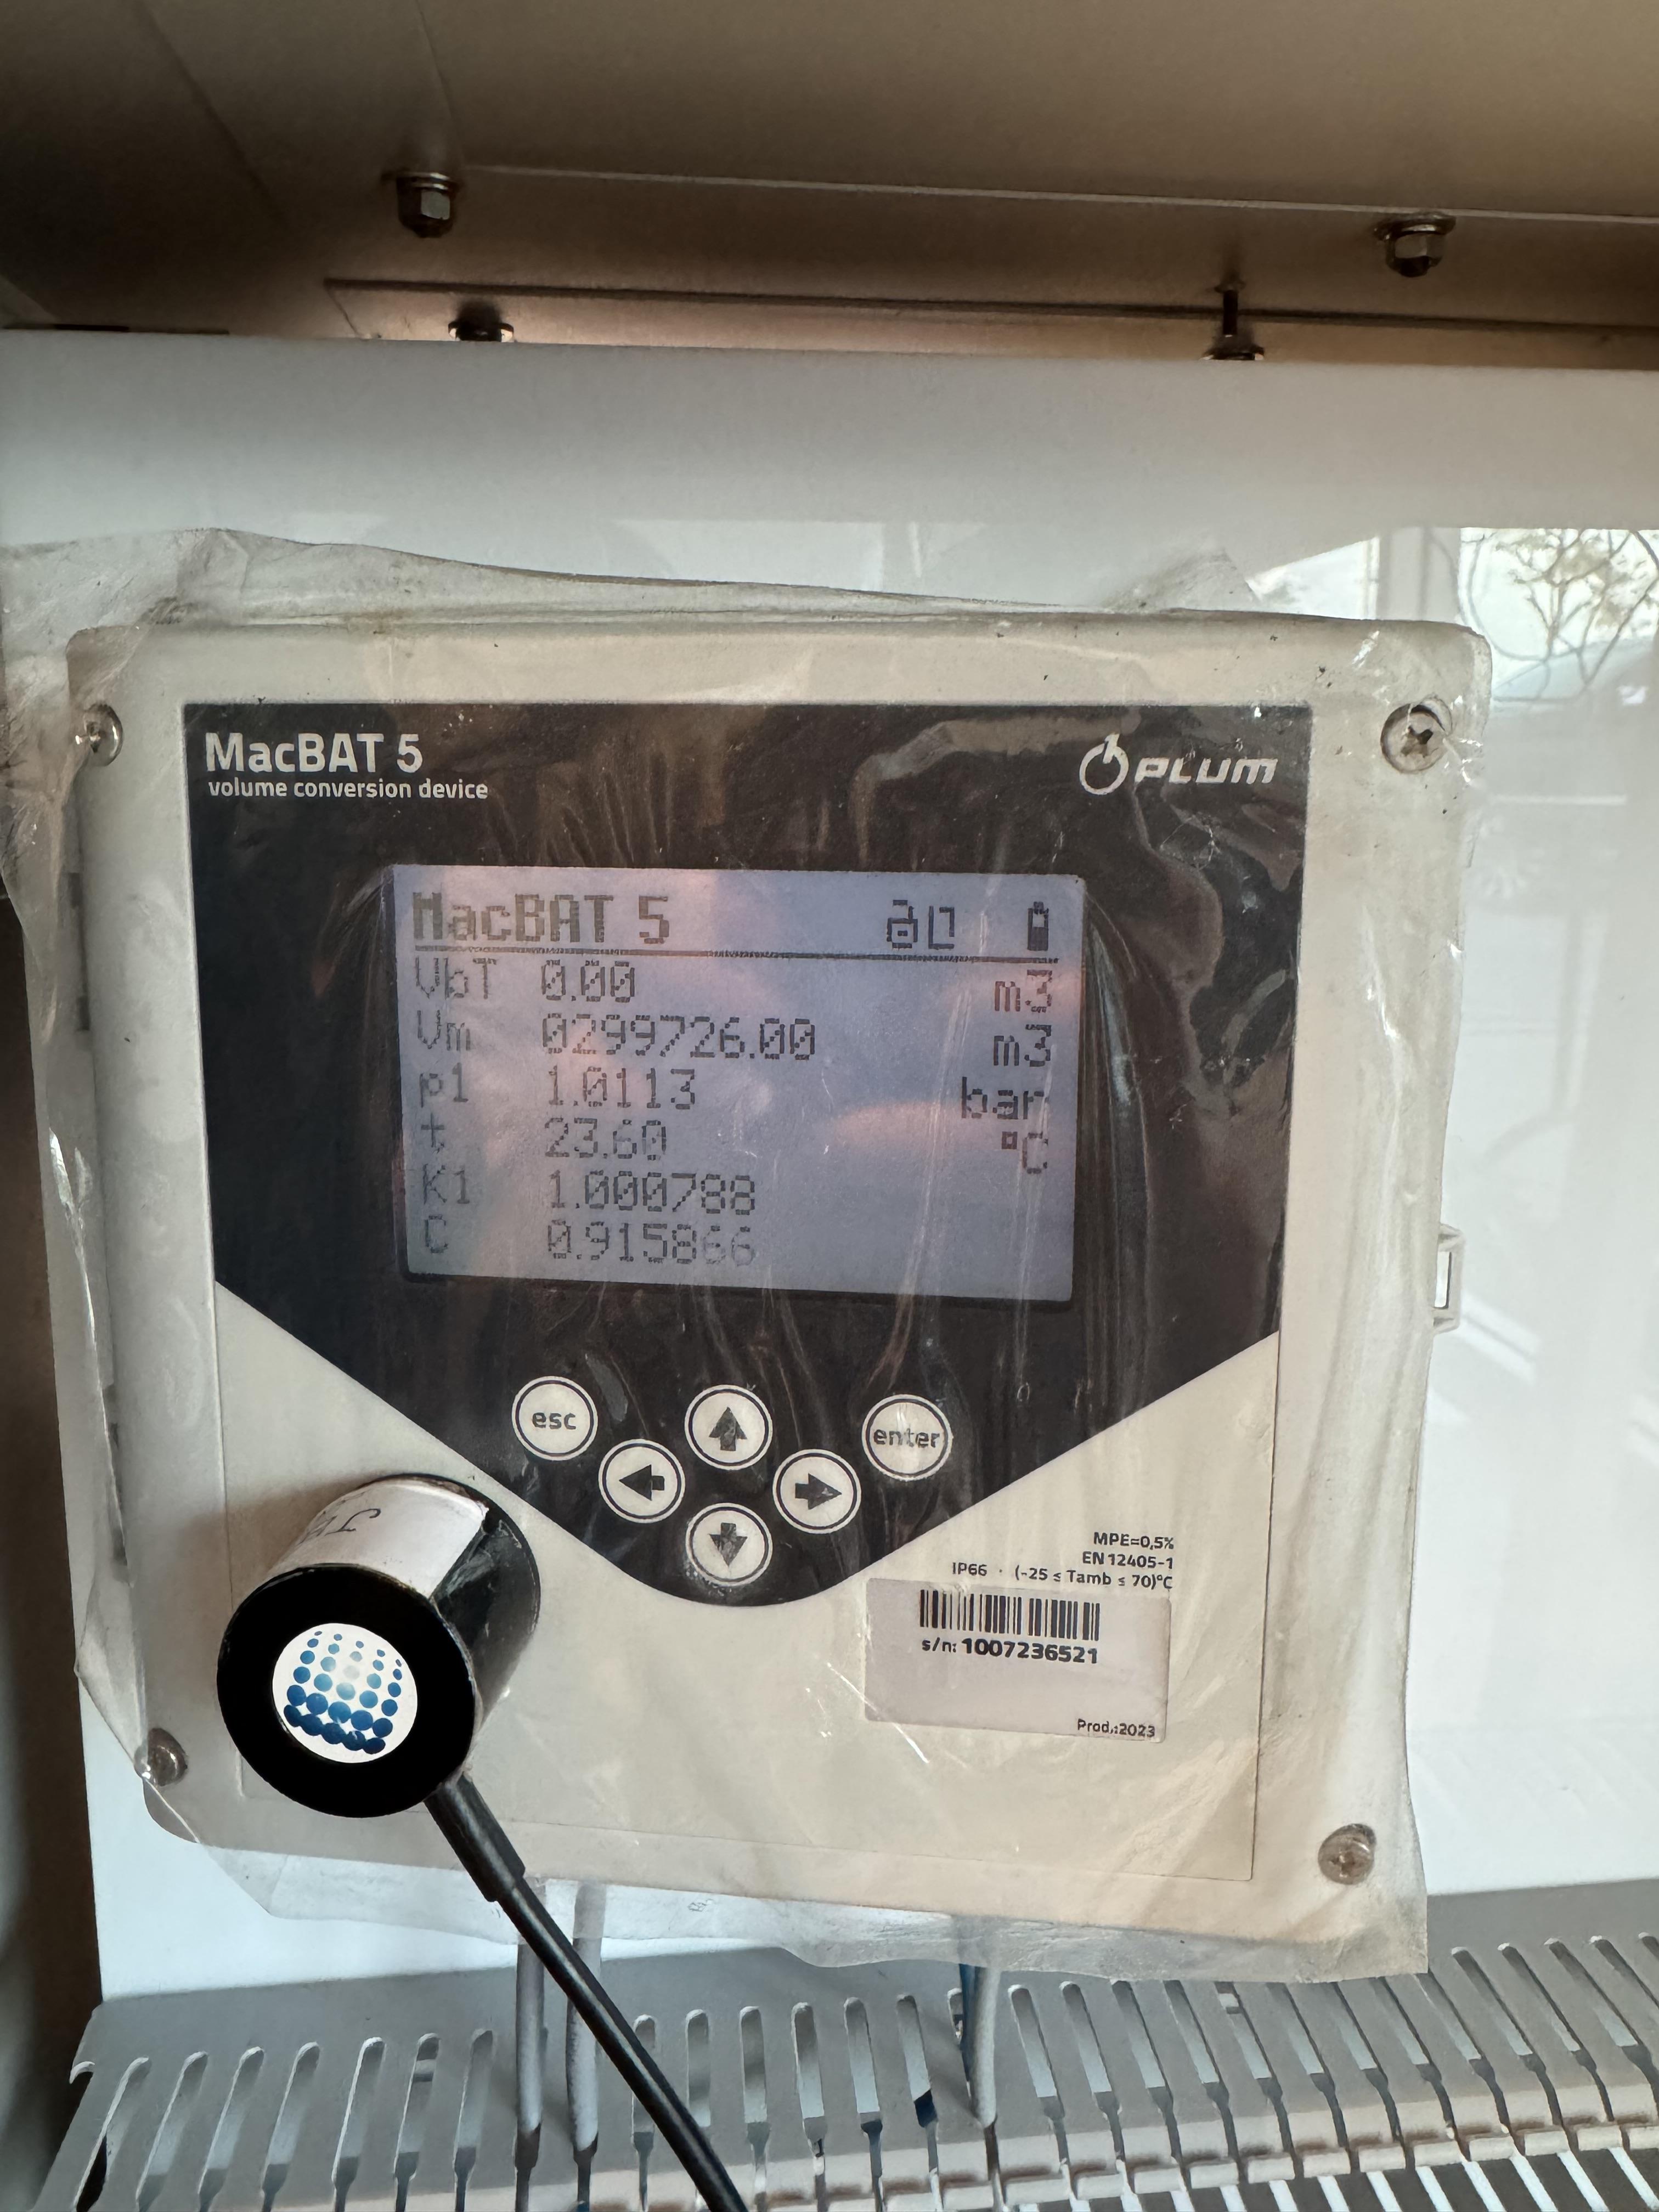 MacBAT 5
volume conversion device
PLUM
MacBAT 5
VbT 0.00 m3
Vm 0299726.00 m3
p1 1.0113 bar
t 23.60 °C
K1 1.000788
C 0.915866
esc
enter
MPE=0,5%
EN 12405-1
IP66 · (-25 ≤ Tamb ≤ 70)°C
s/n: 1007236521
Prod.:2023